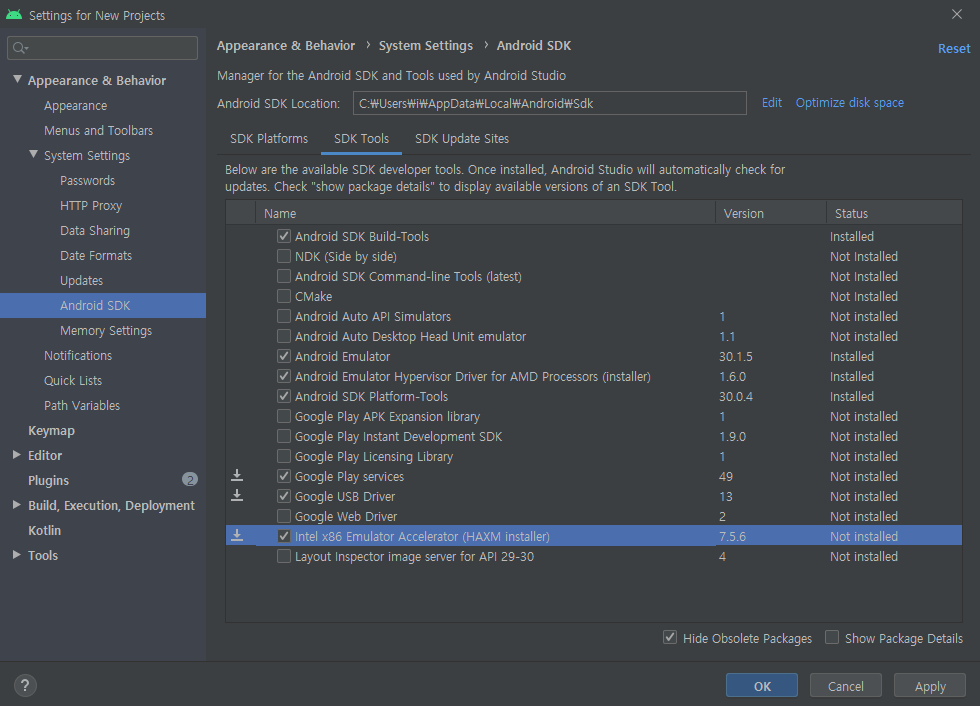 Settings for New Projects
Appearance & Behavior
Appearance
Menus and Toolbars
System Settings
Passwords
HTTP Proxy
Data Sharing
Date Formats
Updates
Android SDK
Memory Settings
Notifications
Quick Lists
Path Variables
Keymap
Editor
Plugins 2
Build, Execution, Deployment
Kotlin
Tools
Appearance & Behavior › System Settings › Android SDK
Reset
Manager for the Android SDK and Tools used by Android Studio
Android SDK Location: C:₩Users₩i₩AppData₩Local₩Android₩Sdk Edit Optimize disk space
SDK Platforms SDK Tools SDK Update Sites
Below are the available SDK developer tools. Once installed, Android Studio will automatically check for
updates. Check "show package details" to display available versions of an SDK Tool.
Name Version Status
Android SDK Build-Tools Installed
NDK (Side by side) Not Installed
Android SDK Command-line Tools (latest) Not Installed
CMake Not Installed
Android Auto API Simulators 1 Not installed
Android Auto Desktop Head Unit emulator 1.1 Not installed
Android Emulator 30.1.5 Installed
Android Emulator Hypervisor Driver for AMD Processors (installer) 1.6.0 Installed
Android SDK Platform-Tools 30.0.4 Installed
Google Play APK Expansion library 1 Not installed
Google Play Instant Development SDK 1.9.0 Not installed
Google Play Licensing Library 1 Not installed
Google Play services 49 Not installed
Google USB Driver 13 Not installed
Google Web Driver 2 Not installed
Intel x86 Emulator Accelerator (HAXM installer) 7.5.6 Not installed
Layout Inspector image server for API 29-30 4 Not installed
Hide Obsolete Packages Show Package Details
? OK Cancel Apply